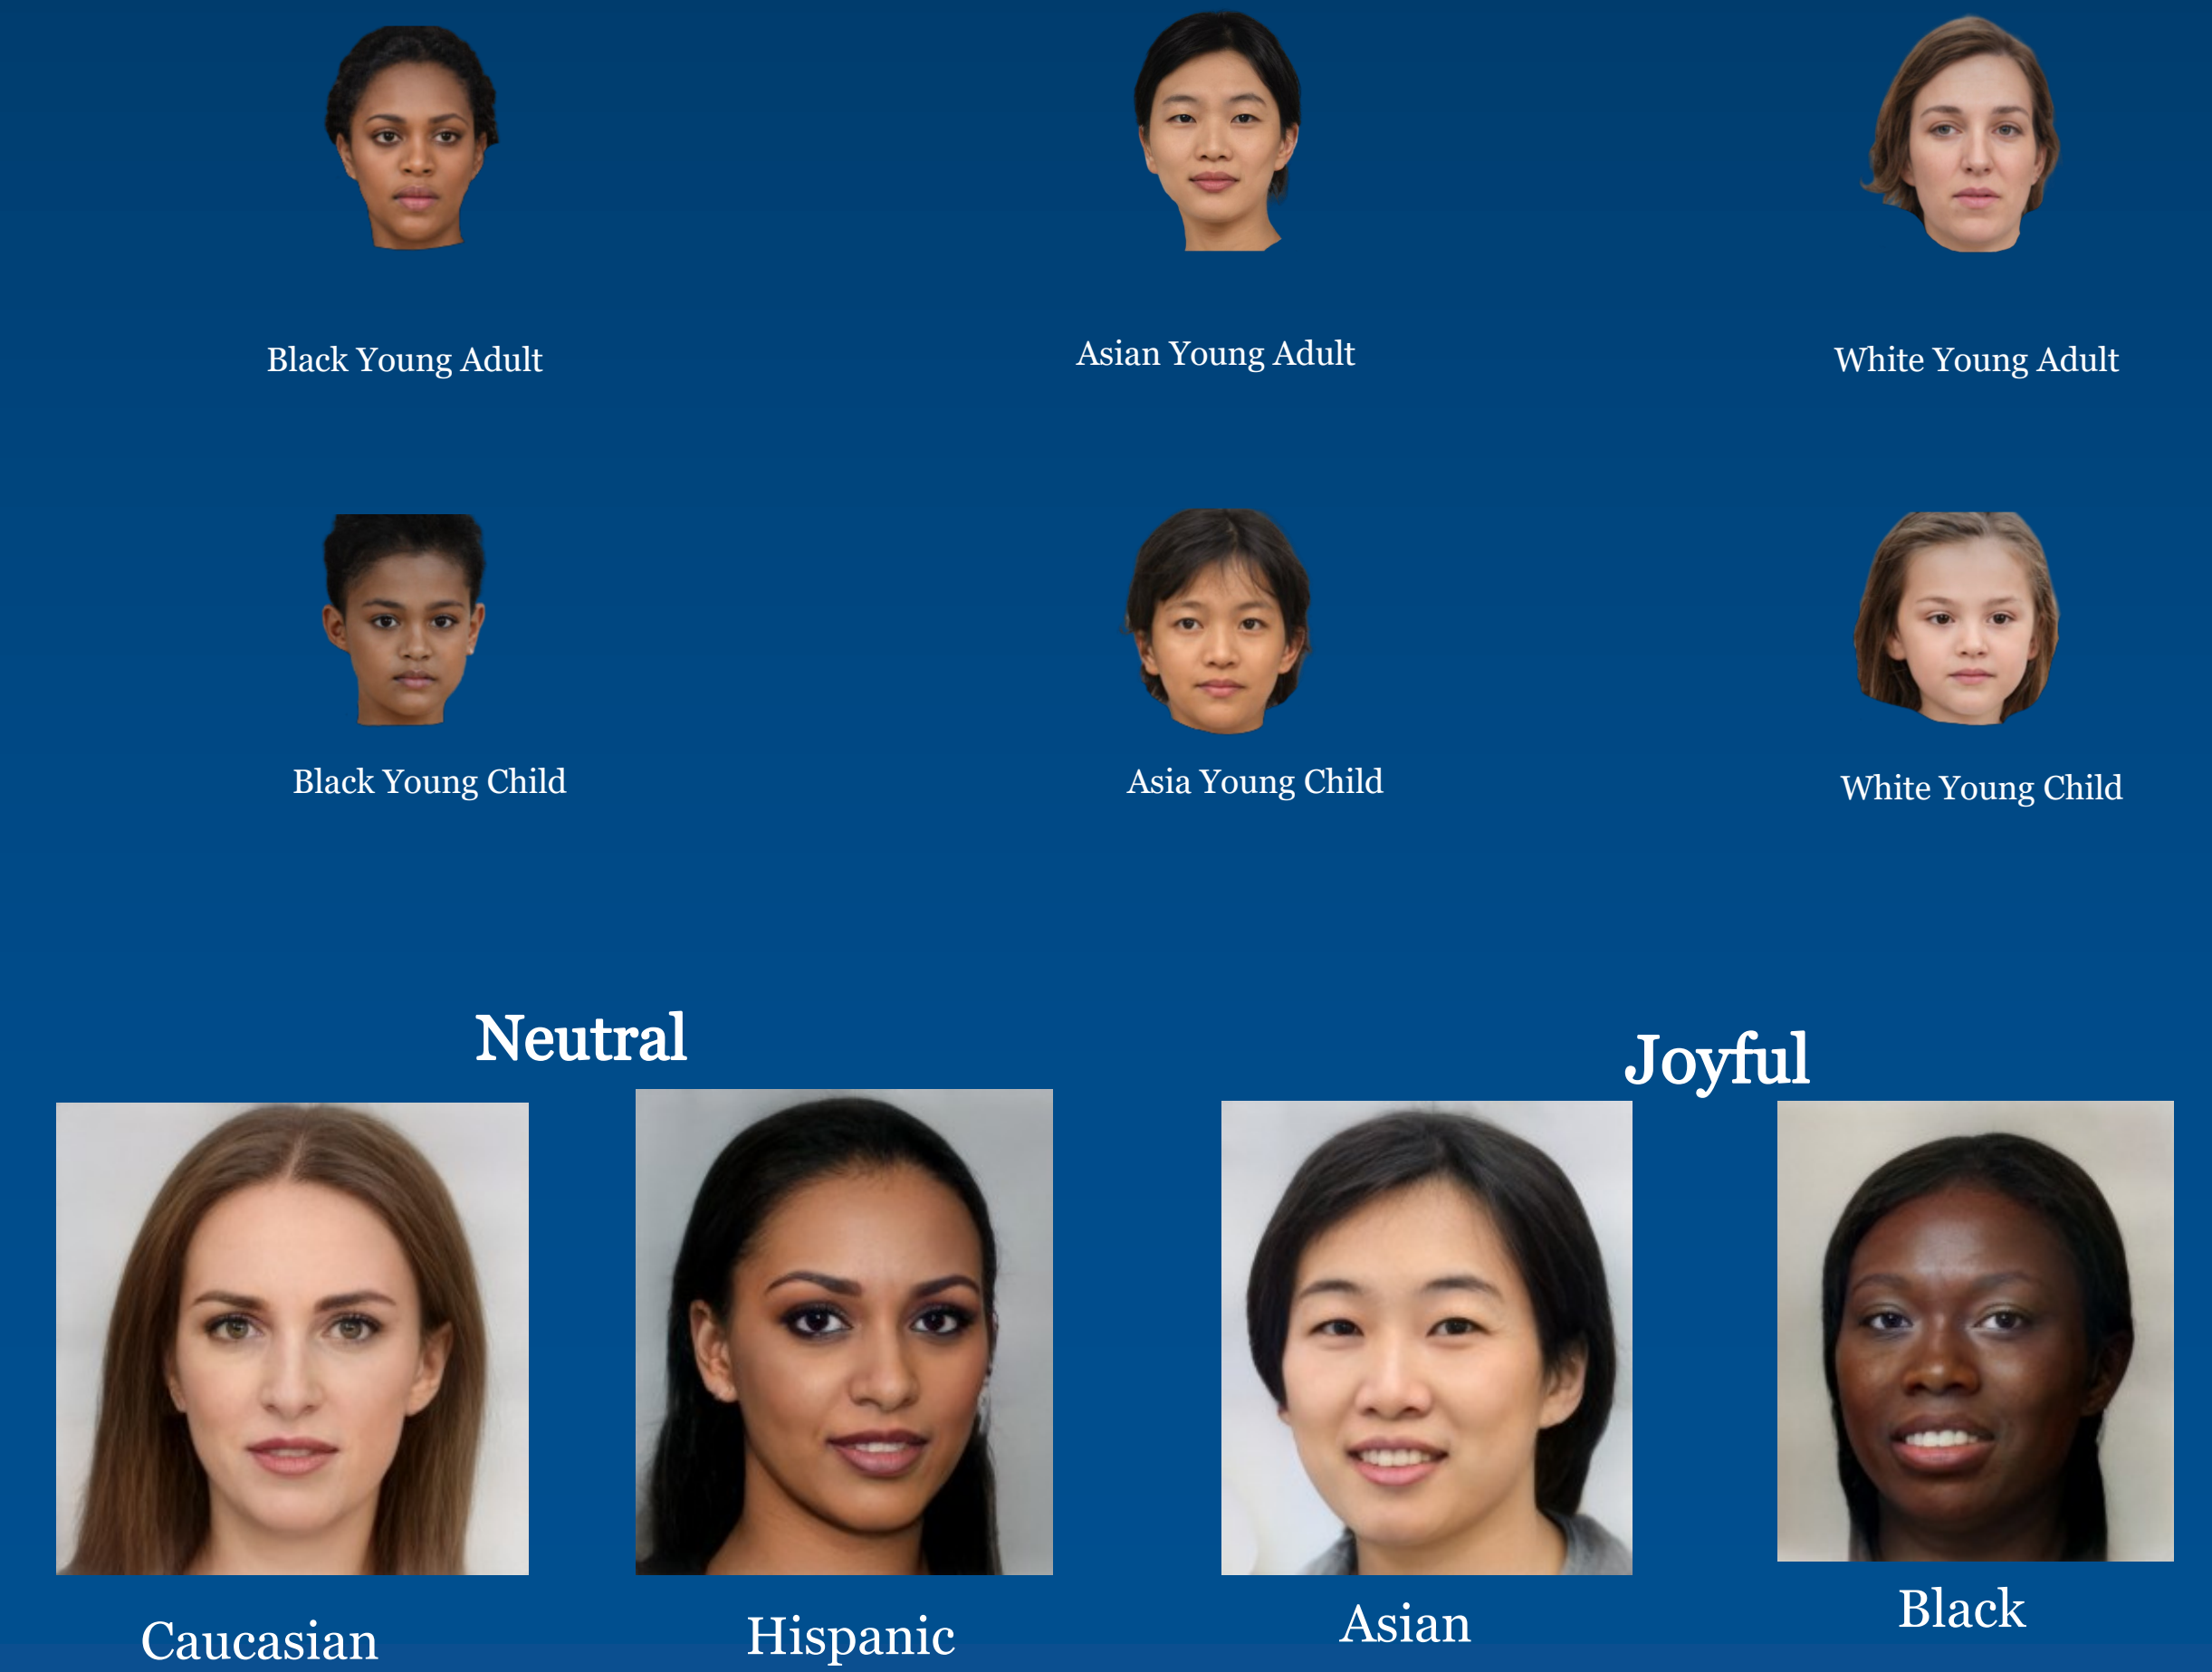 Black Young Adult
Asian Young Adult
White Young Adult
Black Young Child
Asia Young Child
White Young Child
Neutral
Joyful
Caucasian
Hispanic
Asian
Black